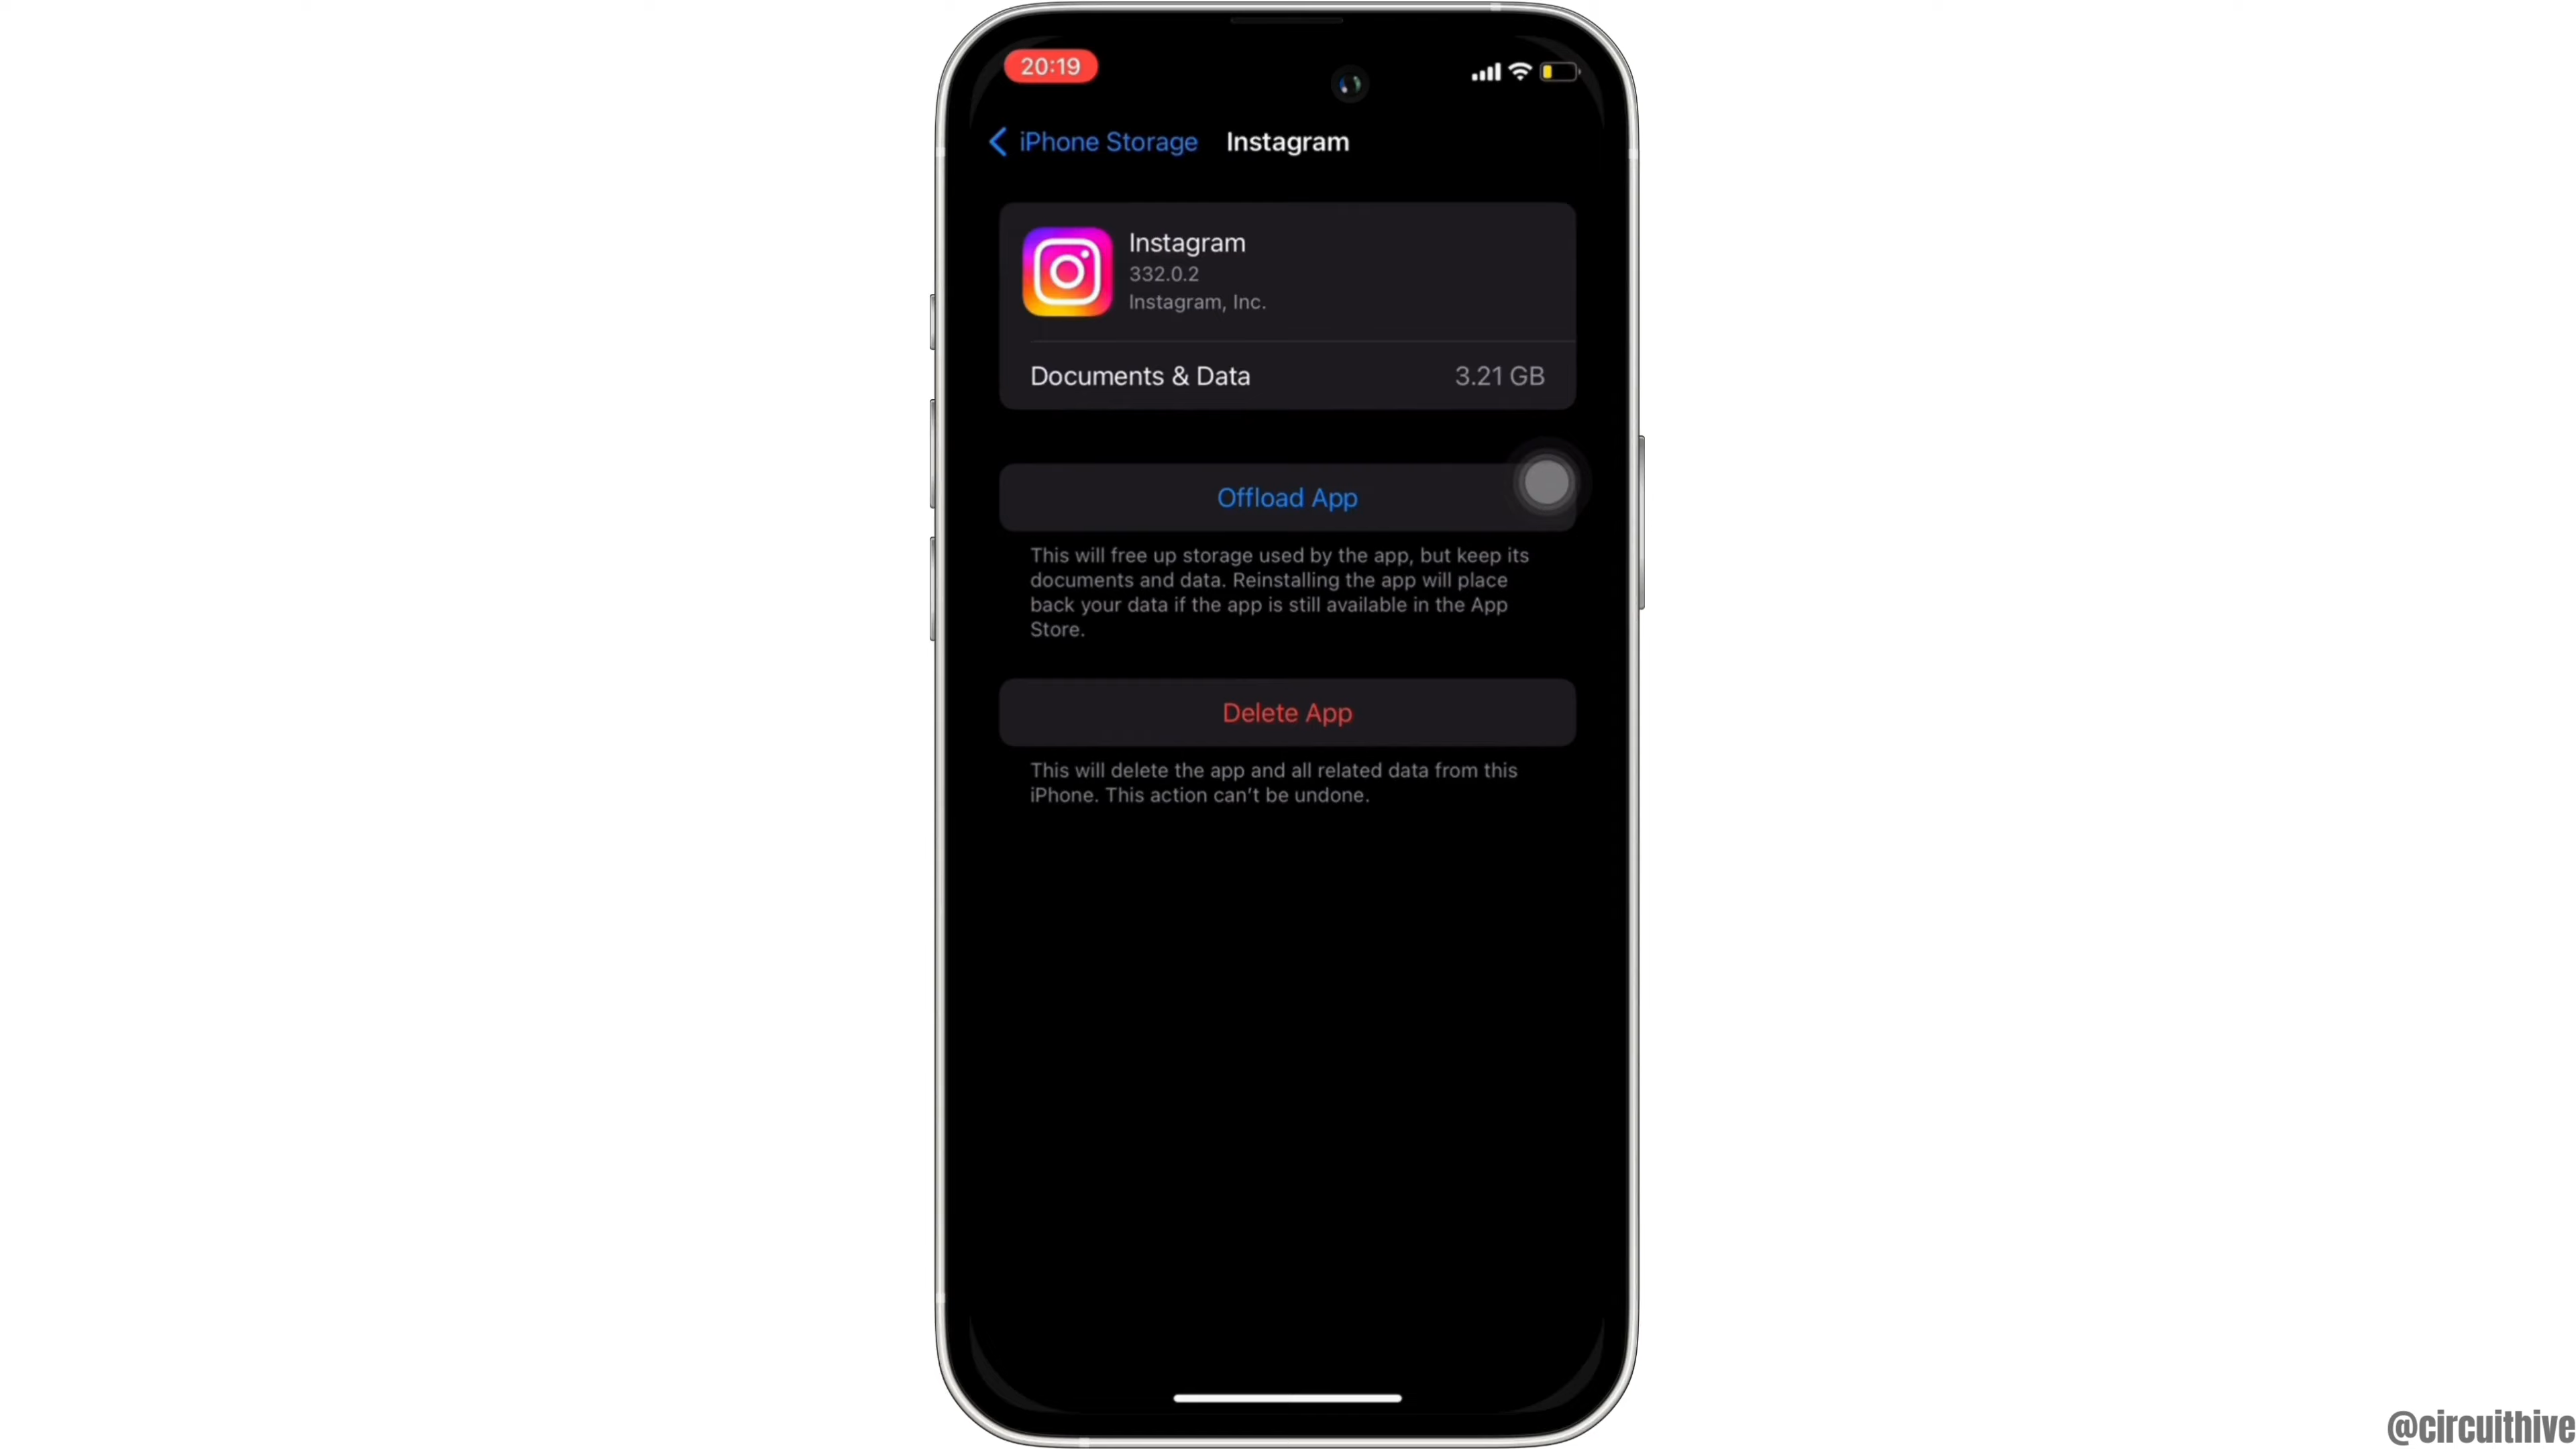 20:19
iPhone Storage Instagram
Instagram
332.0.2
Instagram, Inc.
Documents & Data 3.21 GB
Offload App
This will free up storage used by the app, but keep its
documents and data. Reinstalling the app will place
back your data if the app is still available in the App
Store.
Delete App
This will delete the app and all related data from this
iPhone. This action can’t be undone.
@circuithive